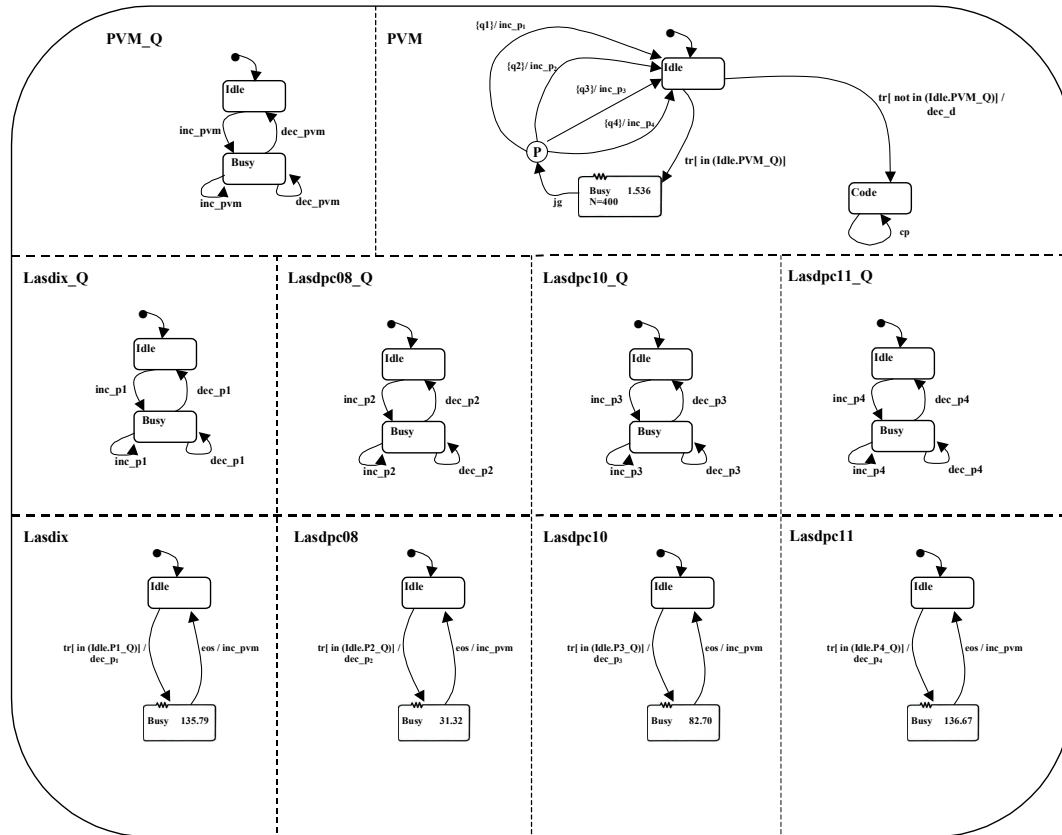 PVM_Q
Idle
inc_pvm
dec_pvm
Busy
inc_pvm
dec_pvm
PVM
{q1}/ inc_p₁
{q2}/ inc_p₂
{q3}/ inc_p₃
{q4}/ inc_p₄
Idle
P
jg
tr[ in (Idle.PVM_Q)]
Busy 1.536
N=400
tr[ not in (Idle.PVM_Q)] /
dec_d
Code
cp
Lasdix_Q
Idle
inc_p1
dec_p1
Busy
inc_p1
dec_p1
Lasdpc08_Q
Idle
inc_p2
dec_p2
Busy
inc_p2
dec_p2
Lasdpc10_Q
Idle
inc_p3
dec_p3
Busy
inc_p3
dec_p3
Lasdpc11_Q
Idle
inc_p4
dec_p4
Busy
inc_p4
dec_p4
Lasdix
Idle
tr[ in (Idle.P1_Q)] /
dec_p₁
eos / inc_pvm
Busy 135.79
Lasdpc08
Idle
tr[ in (Idle.P2_Q)] /
dec_p₂
eos / inc_pvm
Busy 31.32
Lasdpc10
Idle
tr[ in (Idle.P3_Q)] /
dec_p₃
eos / inc_pvm
Busy 82.70
Lasdpc11
Idle
tr[ in (Idle.P4_Q)] /
dec_p₄
eos / inc_pvm
Busy 136.67